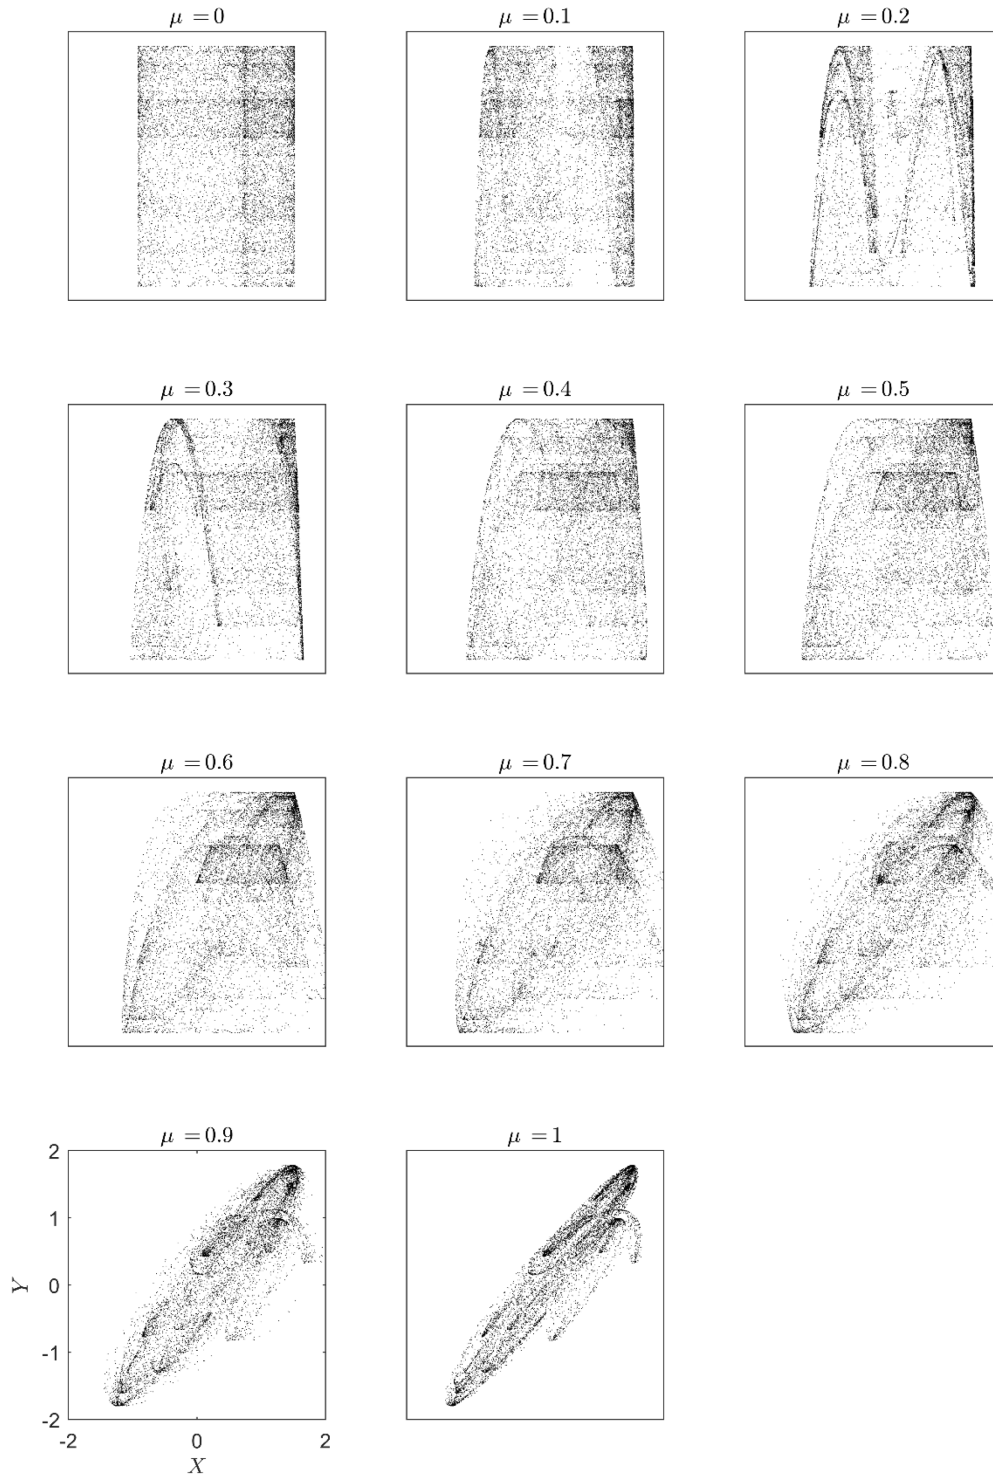 μ = 0
μ = 0.1
μ = 0.2
μ = 0.3
μ = 0.4
μ = 0.5
μ = 0.6
μ = 0.7
μ = 0.8
μ = 0.9
μ = 1
2
1
0
-1
-2
Y
-2 0 2
X